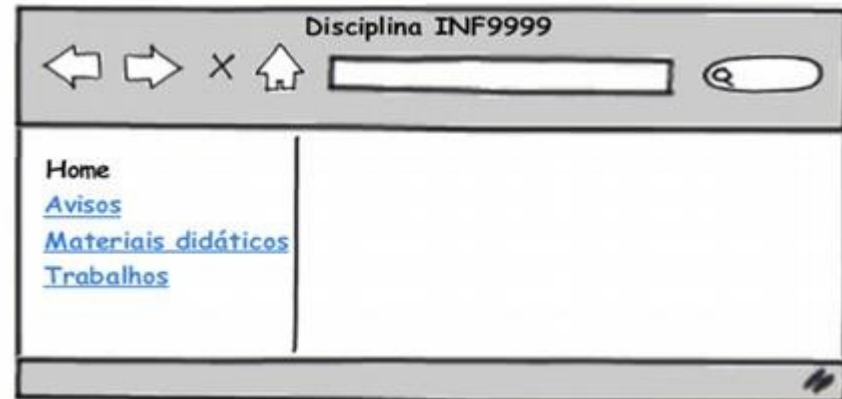 Disciplina INF9999
Home
Avisos
Materiais didáticos
Trabalhos